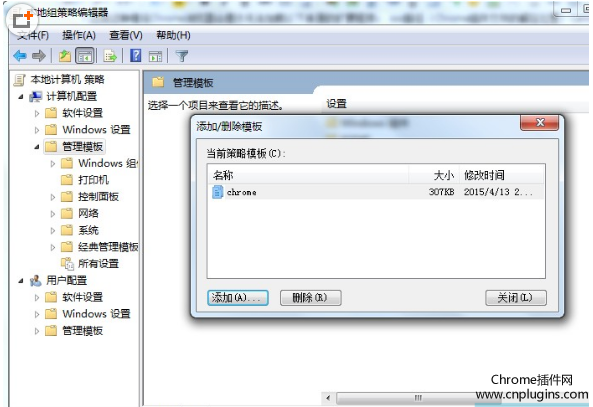 地组策略编辑器
文件(F) 操作(A) 查看(V) 帮助(H)
本地计算机 策略
计算机配置
软件设置
Windows 设置
管理模板
Windows 组
打印机
控制面板
网络
系统
经典管理模板
所有设置
用户配置
软件设置
Windows 设置
管理模板
管理模板
选择一个项目来查看它的描述。
设置
添加/删除模板
当前策略模板(C):
名称 大小 修改时间
chrome 307KB 2015/4/13 2...
添加(A)... 删除(R) 关闭(L)
Chrome插件网
www.cnplugins.com